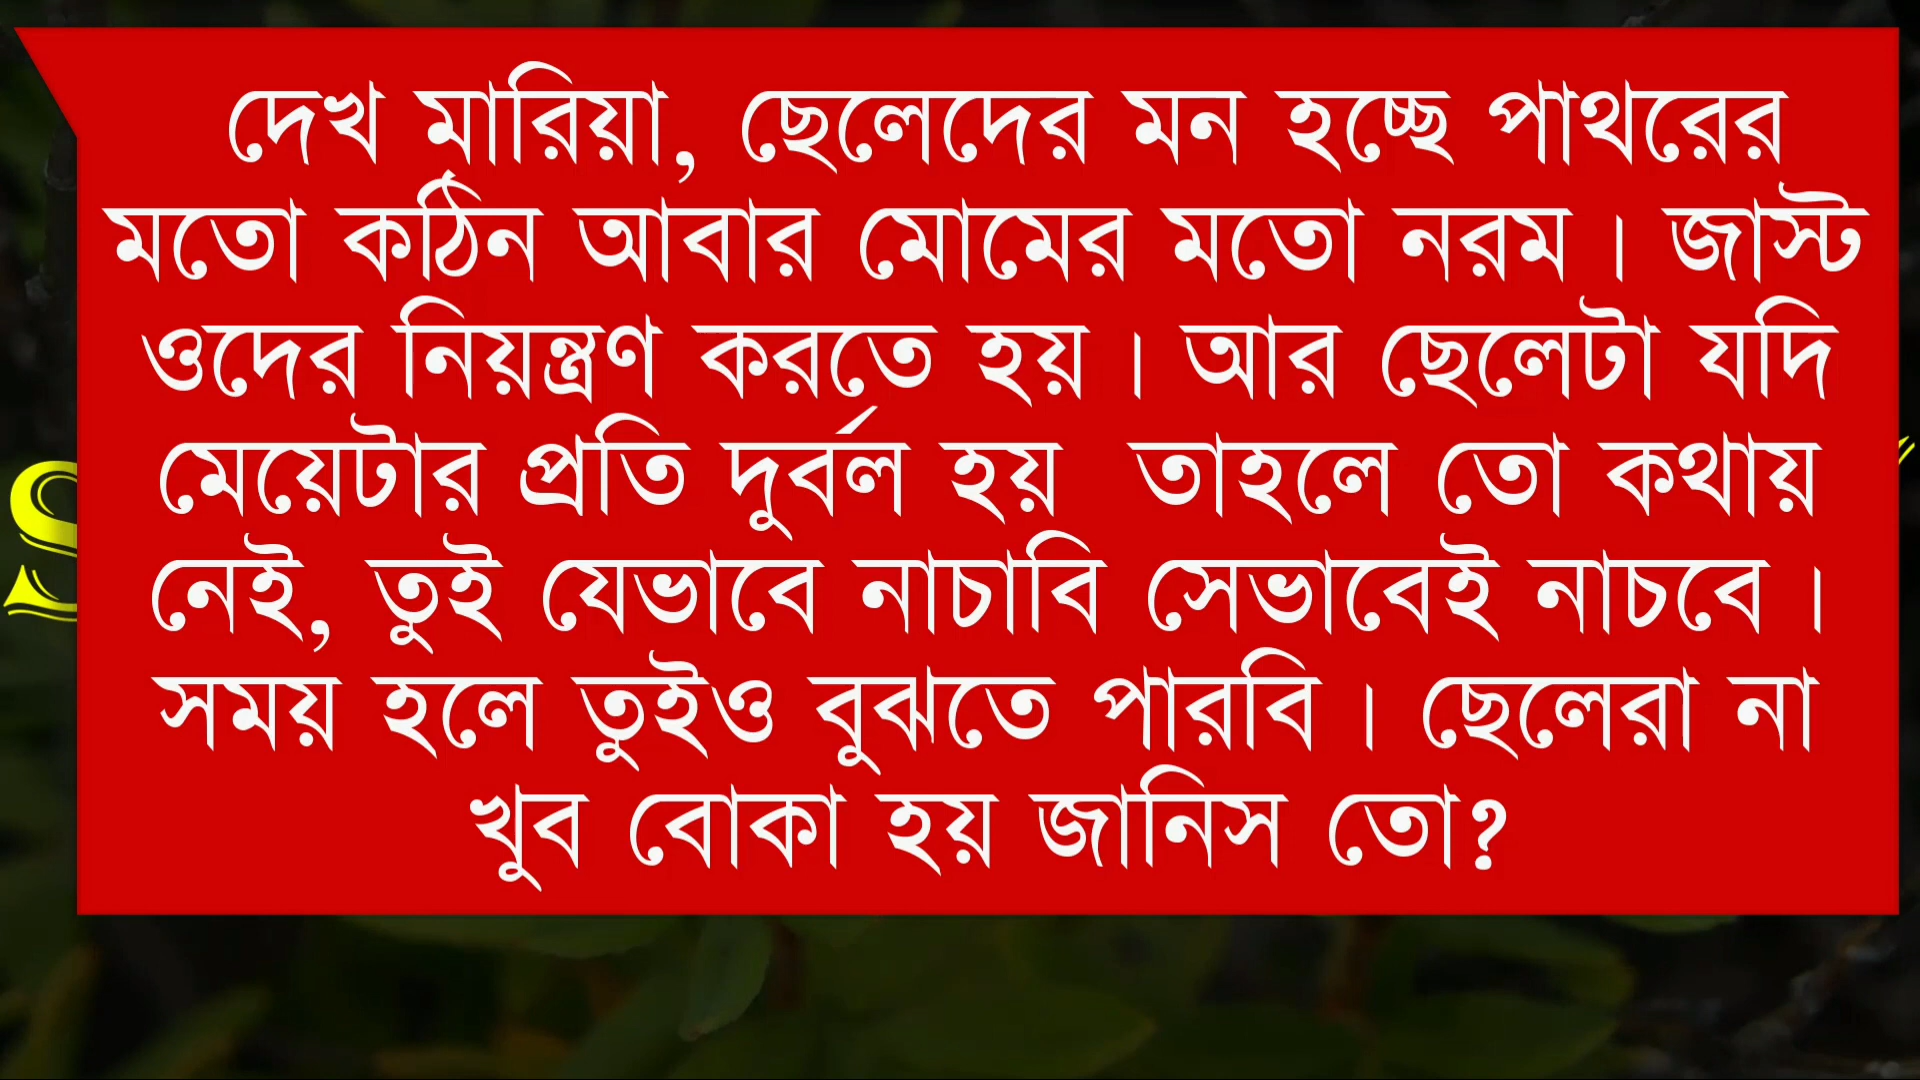 দেখ মারিয়া, ছেলেদের মন হচ্ছে পাথরের
মতো কঠিন আবার মোমের মতো নরম। জাস্ট
ওদের নিয়ন্ত্রণ করতে হয়। আর ছেলেটা যদি
মেয়েটার প্রতি দুর্বল হয় তাহলে তো কথায়
নেই, তুই যেভাবে নাচাবি সেভাবেই নাচবে।
সময় হলে তুইও বুঝতে পারবি। ছেলেরা না
খুব বোকা হয় জানিস তো?